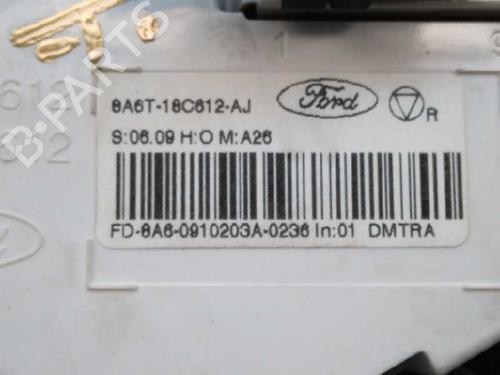 8A6T-18C612-AJ
Ford
R
S:06.09 H:O M:A26
FD-8A6-0910203A-0236 In:01 DMTRA
B-PARTS